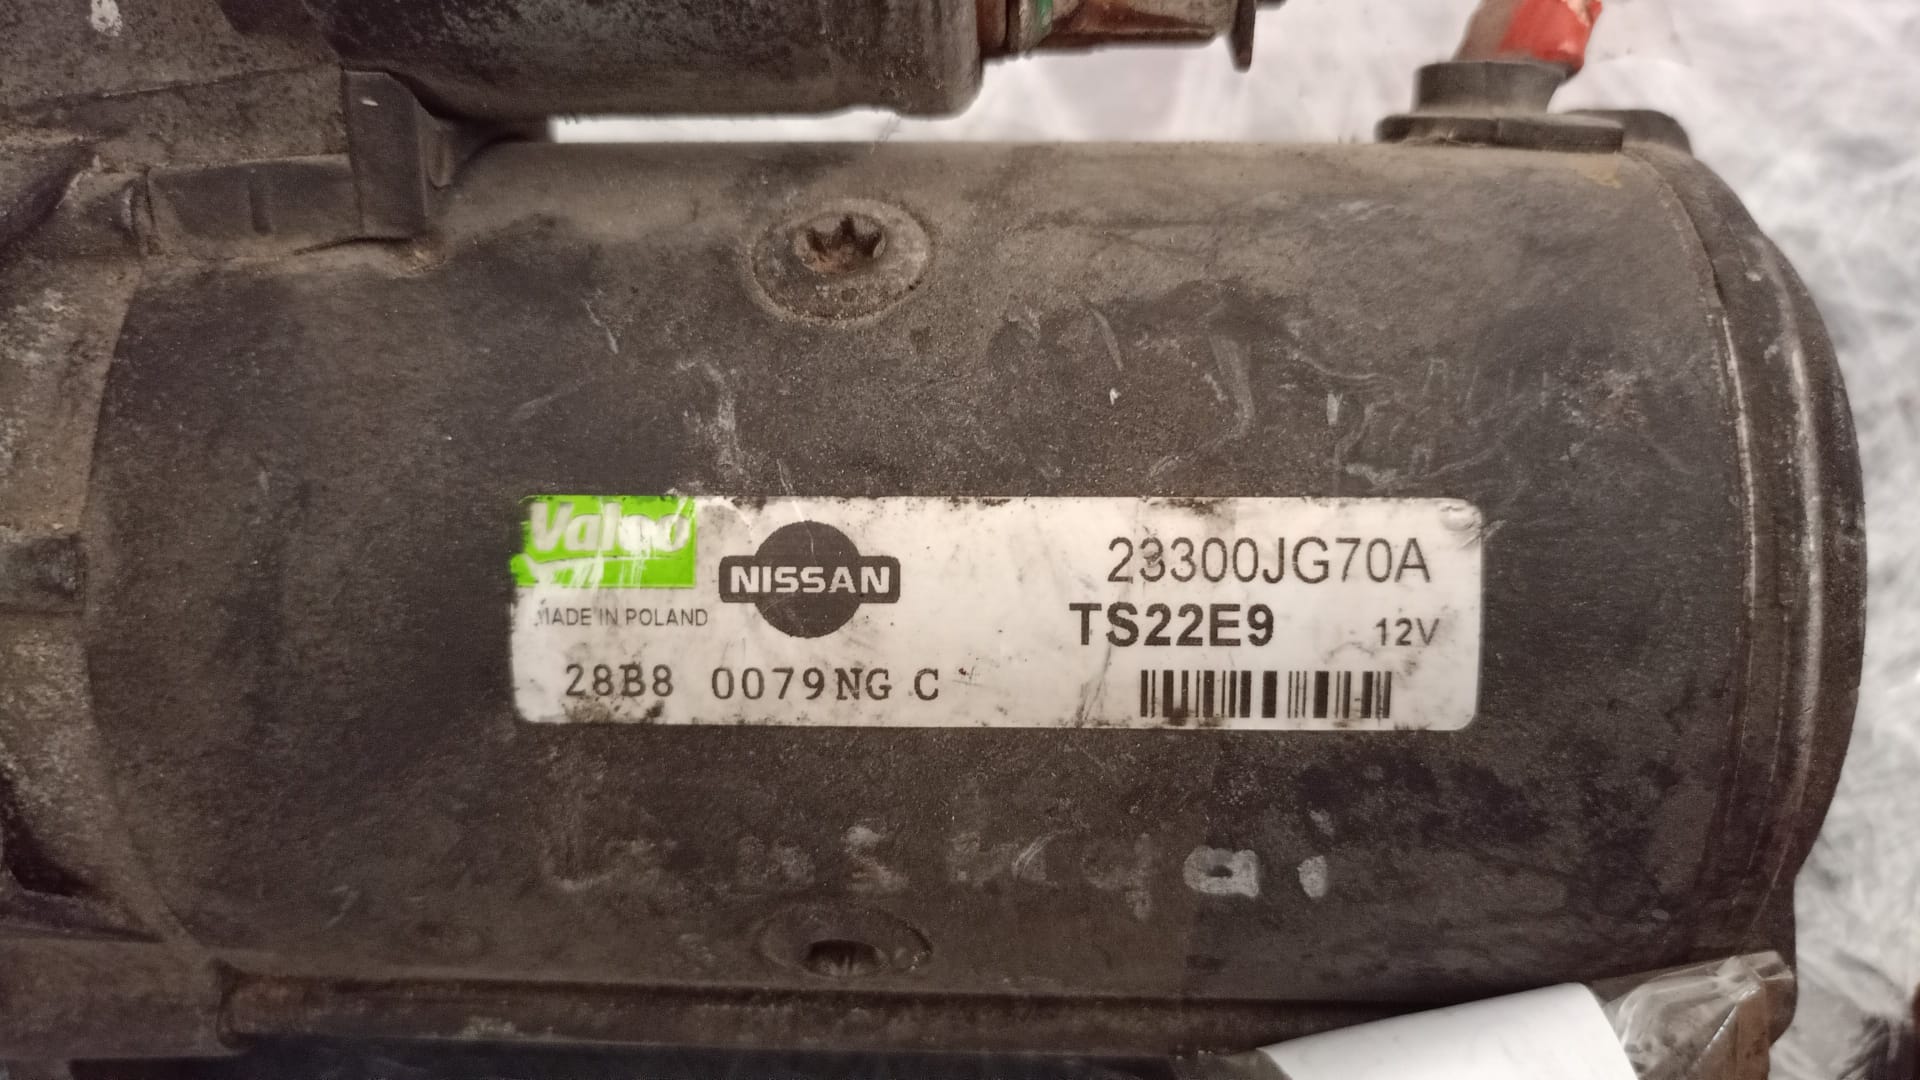 Valeo
NISSAN
23300JG70A
MADE IN POLAND
TS22E9 12V
28B8 0079NG C